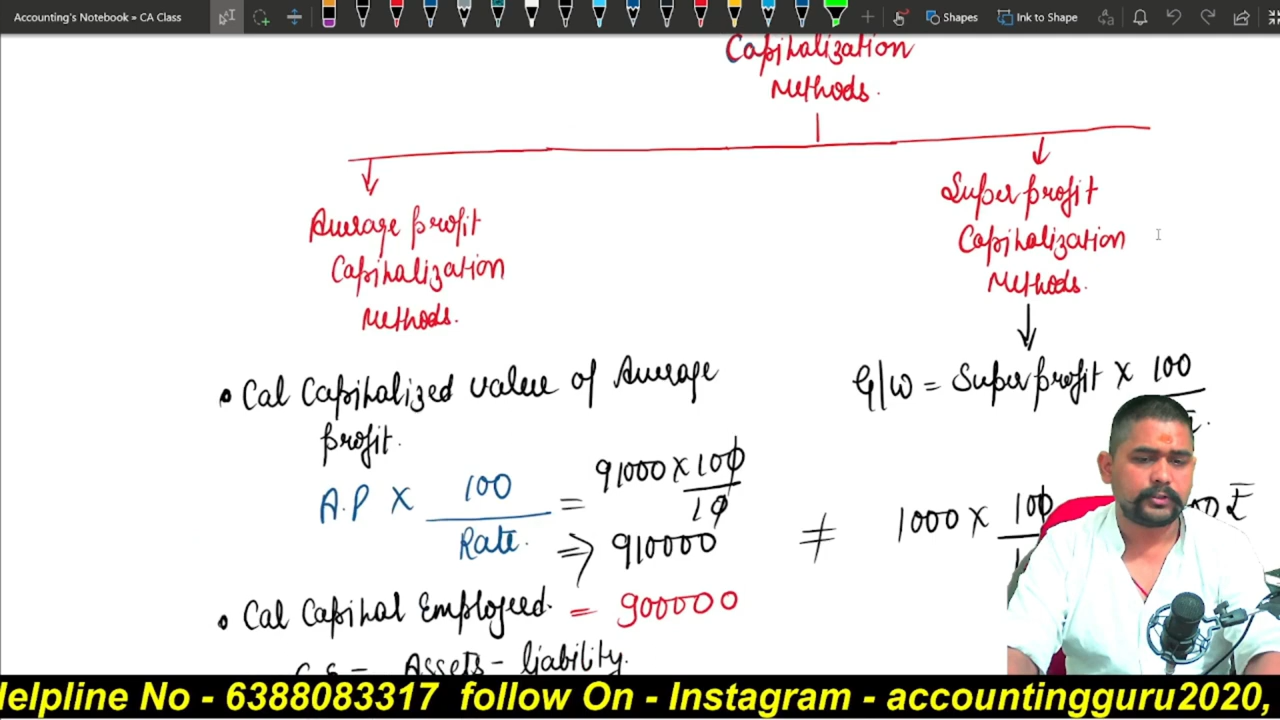 Accounting's Notebook » CA Class
Shapes
Ink to Shape
Capitalization
Methods.
Average profit
Capitalization
Methods.
Super profit
Capitalization
Methods.
• Cal Capitalized value of Average
profit.
A.P × 100 / Rate. = 91000 × 100 / 10
⇒ 910000
• Cal Capital Employeed. = 900000
C.E = Assets - liability.
G/W = Super profit × 100
≠ 1000 × 100
Helpline No - 6388083317 follow On - Instagram - accountingguru2020,